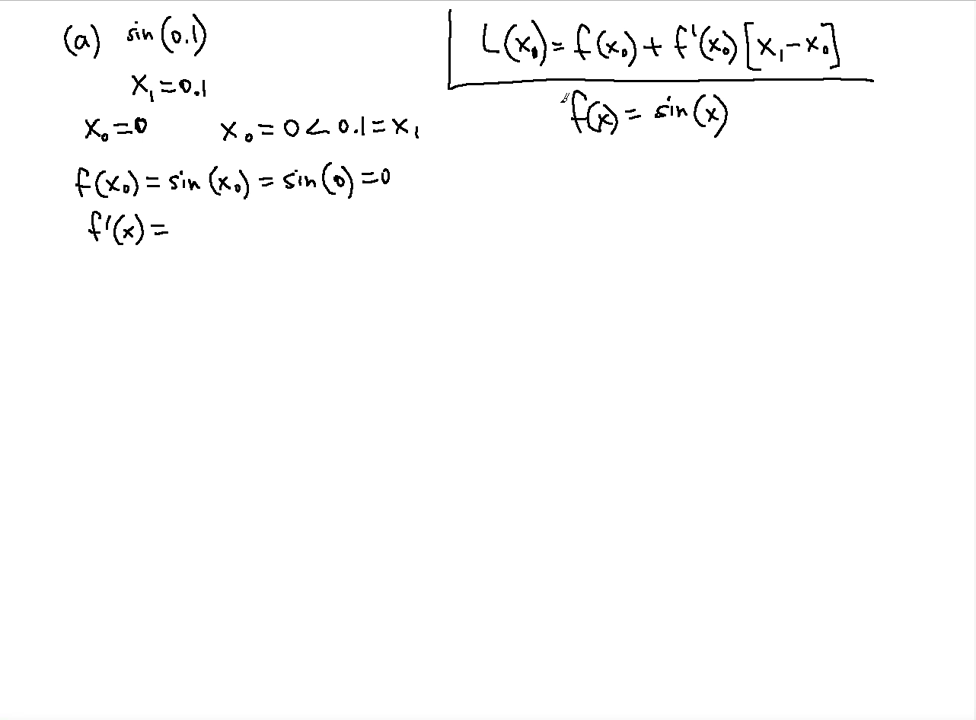 (a) sin(0.1)
L(x₁) = f(x₀) + f'(x₀)[x₁-x₀]
x₁=0.1
f(x) = sin(x)
x₀=0 x₀=0<0.1=x₁
f(x₀) = sin(x₀) = sin(0) =0
f'(x) =